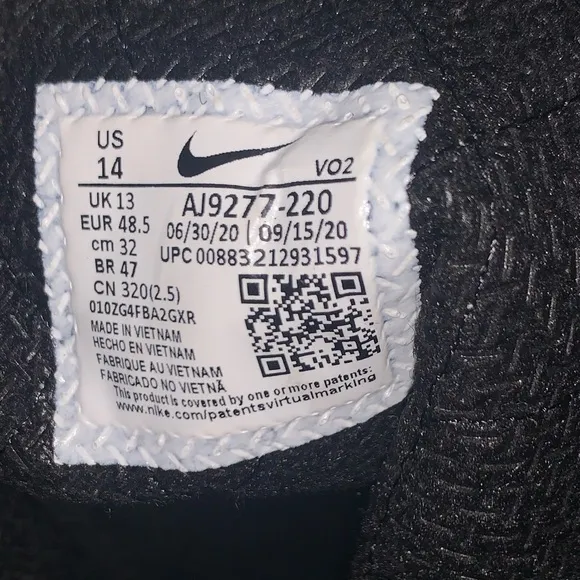 US
14
VO2
UK 13
EUR 48.5
cm 32
BR 47
CN 320(2.5)
AJ9277-220
06/30/20 | 09/15/20
UPC 00883212931597
010ZG4FBA2GXR
MADE IN VIETNAM
HECHO EN VIETNAM
FABRIQUE AU VIETNAM
FABRICADO NO VIETNÃ
This product is covered by one or more patents:
www.nike.com/patentsvirtualmarking